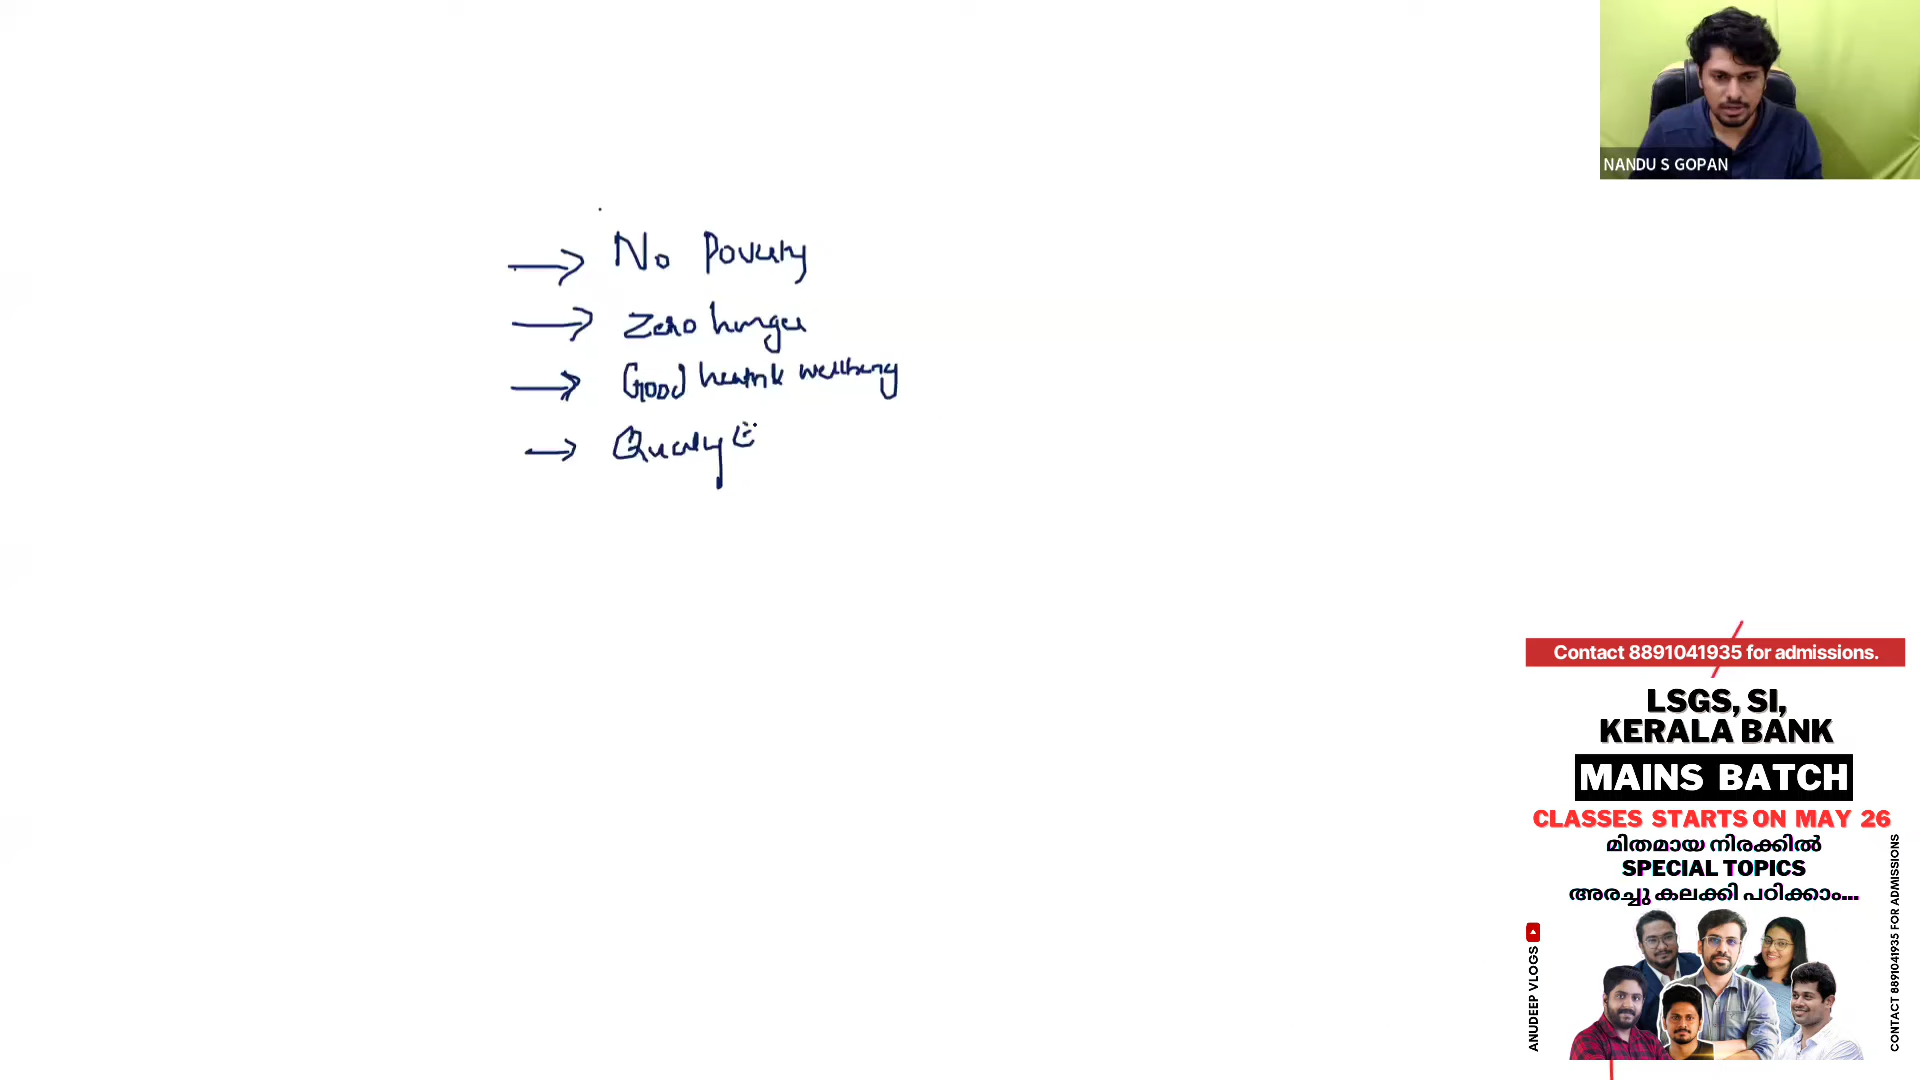 NANDU S GOPAN
→ No Poverty
→ Zero hunger
→ Good health wellbeing
→ Quality E
Contact 8891041935 for admissions.
LSGS, SI,
KERALA BANK
MAINS BATCH
CLASSES STARTS ON MAY 26
മിതമായ നിരക്കിൽ
SPECIAL TOPICS
അരച്ചു കലക്കി പഠിക്കാം...
ANUDEEP VLOGS
CONTACT 8891041935 FOR ADMISSIONS